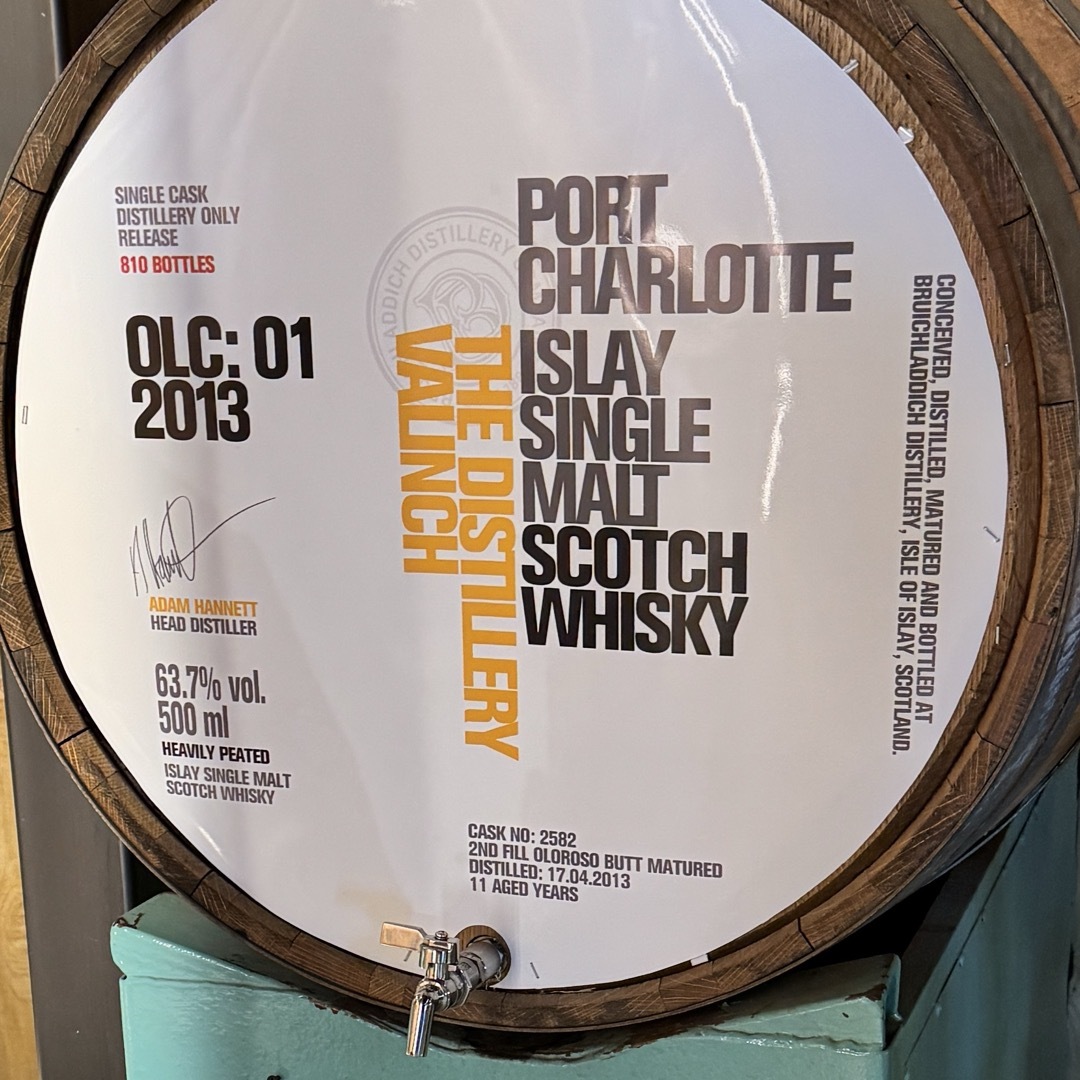 SINGLE CASK
DISTILLERY ONLY
RELEASE
810 BOTTLES
OLC: 01
2013
ADAM HANNETT
HEAD DISTILLER
63.7% vol.
500 ml
HEAVILY PEATED
ISLAY SINGLE MALT
SCOTCH WHISKY
DISTILLERY
THE DISTILLERY
VALINCH
PORT
CHARLOTTE
ISLAY
SINGLE
MALT
SCOTCH
WHISKY
CONCEIVED, DISTILLED, MATURED AND BOTTLED AT
BRUICHLADDICH DISTILLERY, ISLE OF ISLAY, SCOTLAND.
CASK NO: 2582
2ND FILL OLOROSO BUTT MATURED
DISTILLED: 17.04.2013
11 AGED YEARS